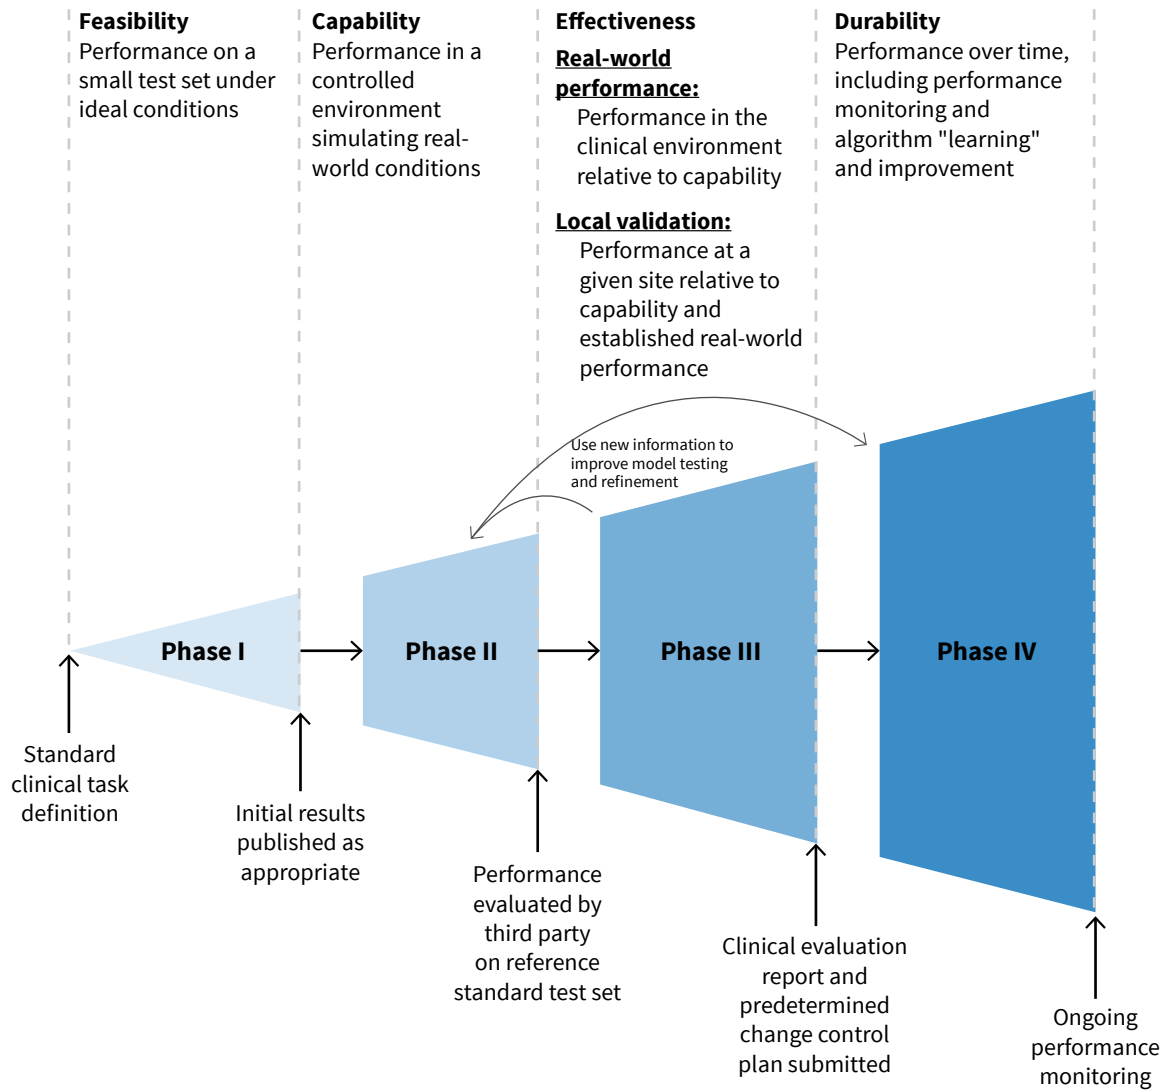 Feasibility
Performance on a
small test set under
ideal conditions
Capability
Performance in a
controlled
environment
simulating real-
world conditions
Effectiveness
Real-world
performance:
Performance in the
clinical environment
relative to capability
Local validation:
Performance at a
given site relative to
capability and
established real-world
performance
Durability
Performance over time,
including performance
monitoring and
algorithm "learning"
and improvement
Use new information to
improve model testing
and refinement
Phase I
Phase II
Phase III
Phase IV
Standard
clinical task
definition
Initial results
published as
appropriate
Performance
evaluated by
third party
on reference
standard test set
Clinical evaluation
report and
predetermined
change control
plan submitted
Ongoing
performance
monitoring